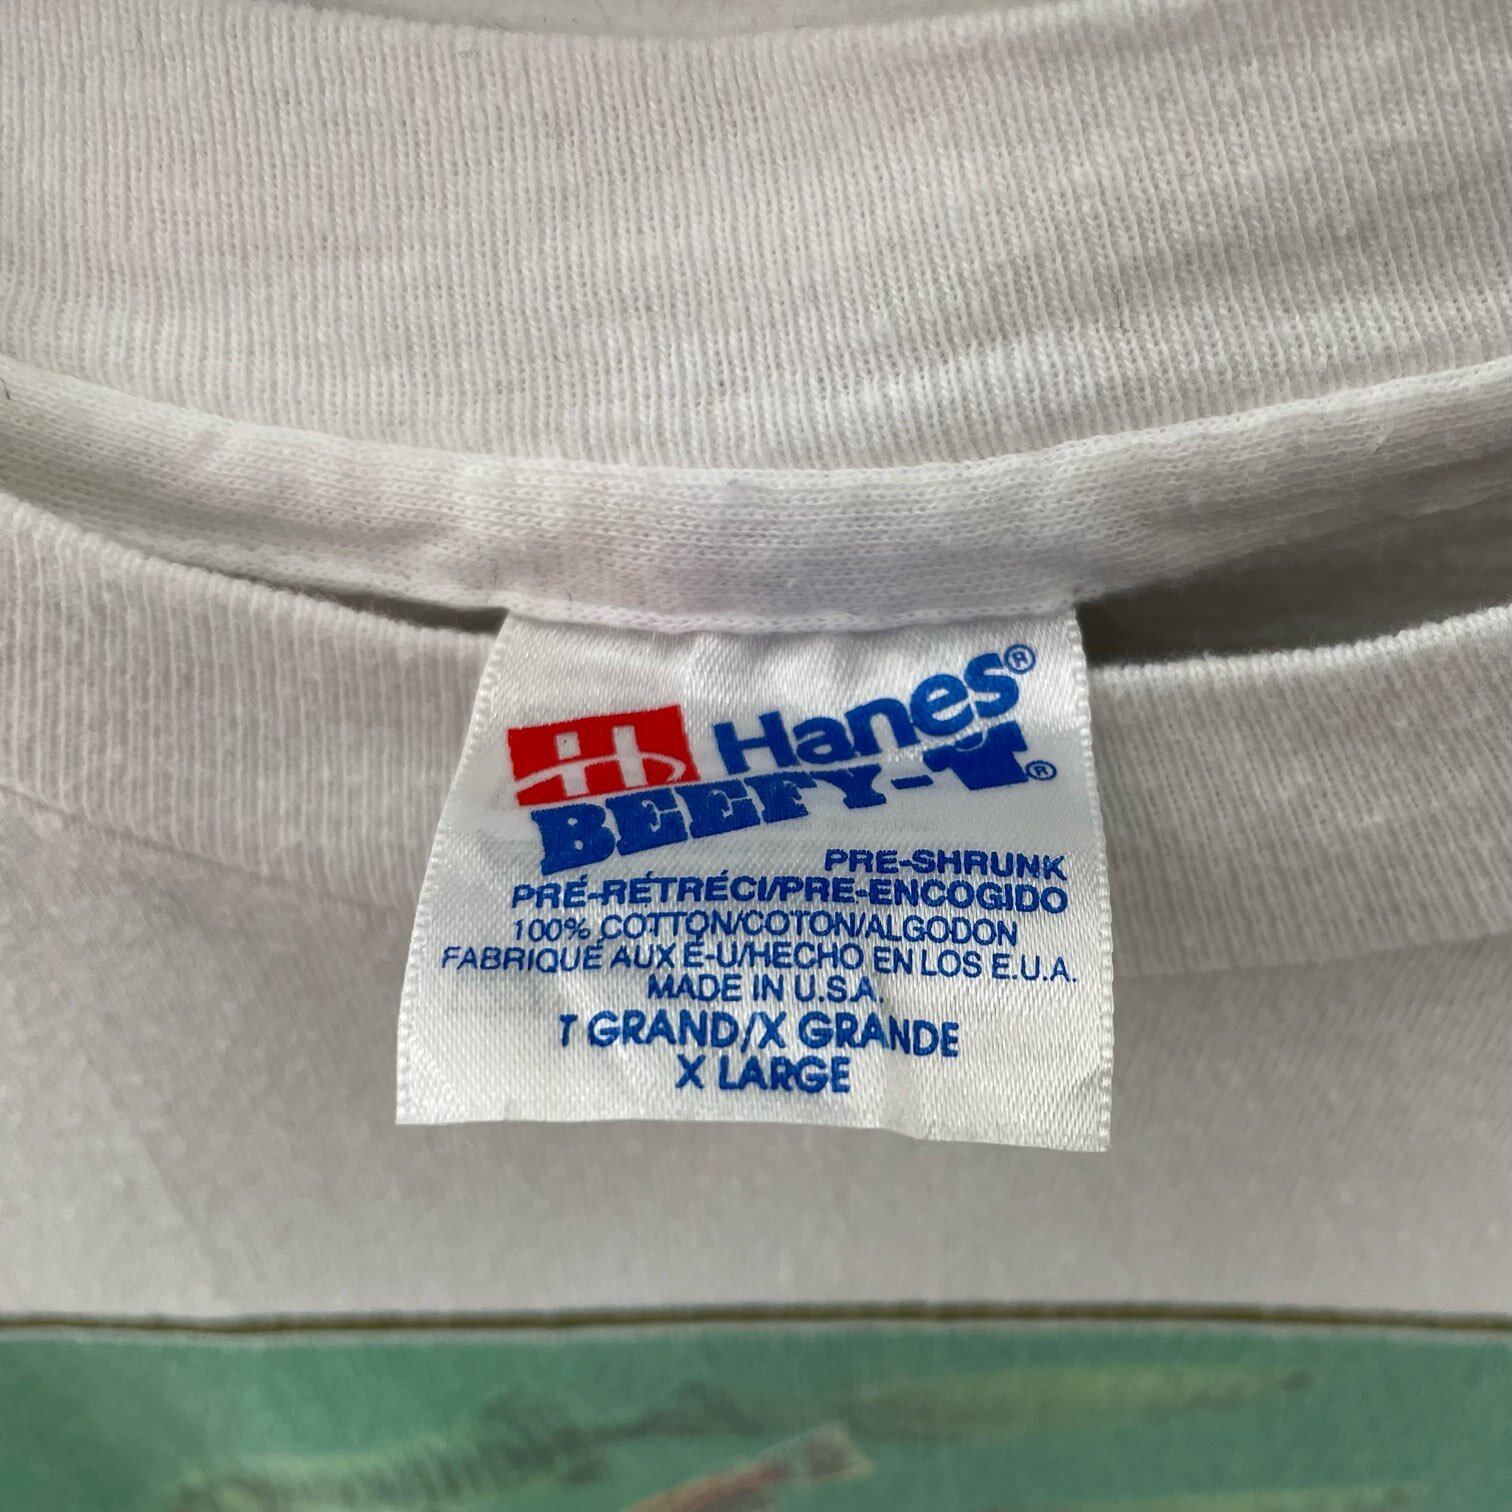 H Hanes®
BEEFY-T®
PRE-SHRUNK
PRÉ-RÉTRÉCI/PRE-ENCOGIDO
100% COTTON/COTON/ALGODON
FABRIQUÉ AUX É-U/HECHO EN LOS E.U.A.
MADE IN U.S.A.
T GRAND/X GRANDE
X LARGE